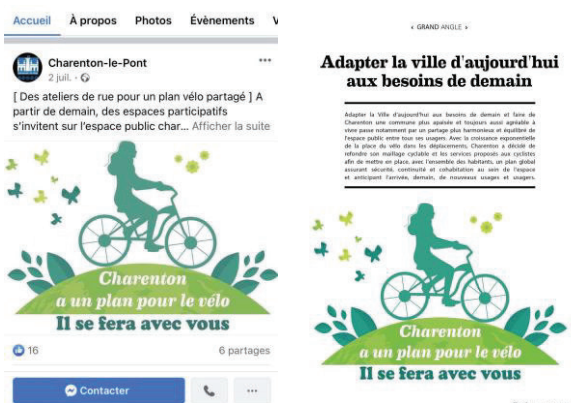 Accueil À propos Photos Évènements V
Charenton-le-Pont
2 juil.
[ Des ateliers de rue pour un plan vélo partagé ] A
partir de demain, des espaces participatifs
s'invitent sur l'espace public char... Afficher la suite
Charenton
a un plan pour le vélo
Il se fera avec vous
16
6 partages
Contacter
« GRAND ANGLE »
Adapter la ville d'aujourd'hui
aux besoins de demain
Adapter la Ville d'aujourd'hui aux besoins de demain et faire de
Charenton une commune plus apaisée et toujours aussi agréable à
vivre passe notamment par un partage plus harmonieux et équilibré de
l'espace public entre tous ses usagers. Avec la croissance exponentielle
de la place du vélo dans les déplacements, Charenton a décidé de
refondre son maillage cyclable et les services proposés aux cyclistes
afin de mettre en place, avec l'ensemble des habitants, un plan global
assurant sécurité, continuité et cohabitation au sein de l'espace
et anticipant l'arrivée, demain, de nouveaux usages et usagers.
Charenton
a un plan pour le vélo
Il se fera avec vous